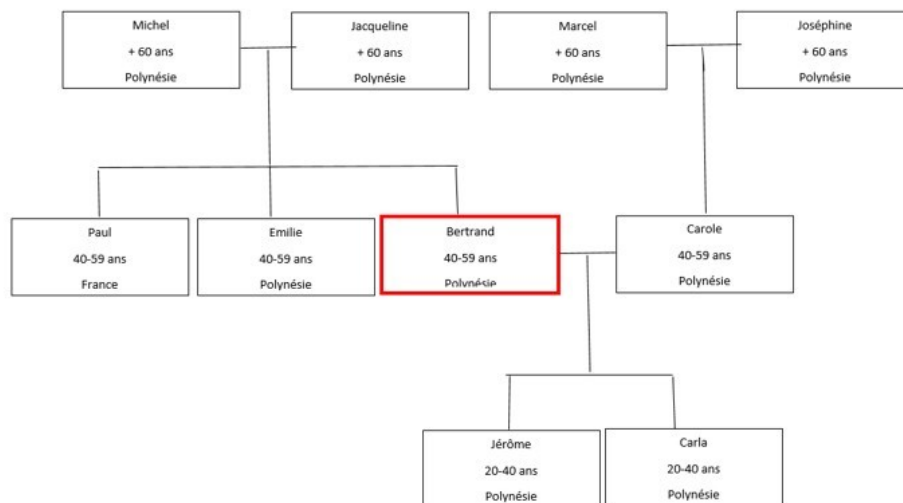 Michel
+ 60 ans
Polynésie
Jacqueline
+ 60 ans
Polynésie
Marcel
+ 60 ans
Polynésie
Joséphine
+ 60 ans
Polynésie
Paul
40-59 ans
France
Emilie
40-59 ans
Polynésie
Bertrand
40-59 ans
Polynésie
Carole
40-59 ans
Polynésie
Jérôme
20-40 ans
Polynésie
Carla
20-40 ans
Polynésie